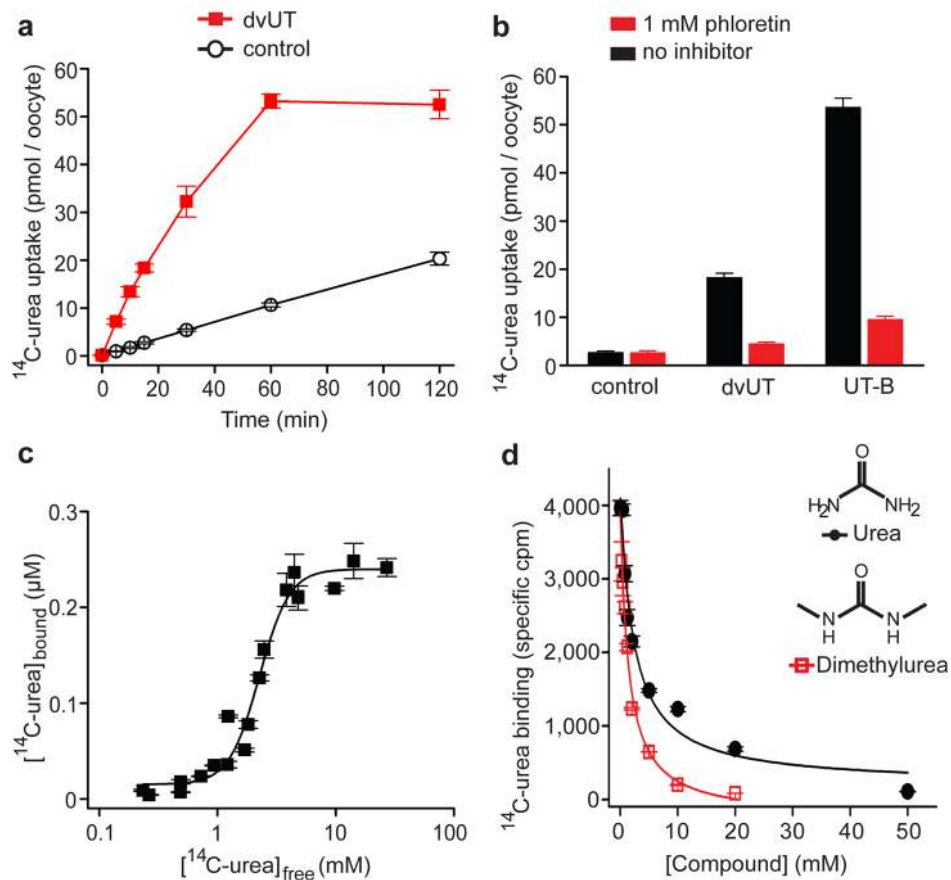 a
dvUT
control
¹⁴C-urea uptake (pmol / oocyte)
60
50
40
30
20
10
0
0 20 40 60 80 100 120
Time (min)
b
1 mM phloretin
no inhibitor
¹⁴C-urea uptake (pmol / oocyte)
60
50
40
30
20
10
0
control dvUT UT-B
c
[¹⁴C-urea]bound (µM)
0.3
0.2
0.1
0
0.1 1 10 100
[¹⁴C-urea]free (mM)
d
¹⁴C-urea binding (specific cpm)
4,000
3,000
2,000
1,000
0
0 10 20 30 40 50
[Compound] (mM)
O
H₂N NH₂
Urea
O
N N
H H
Dimethylurea